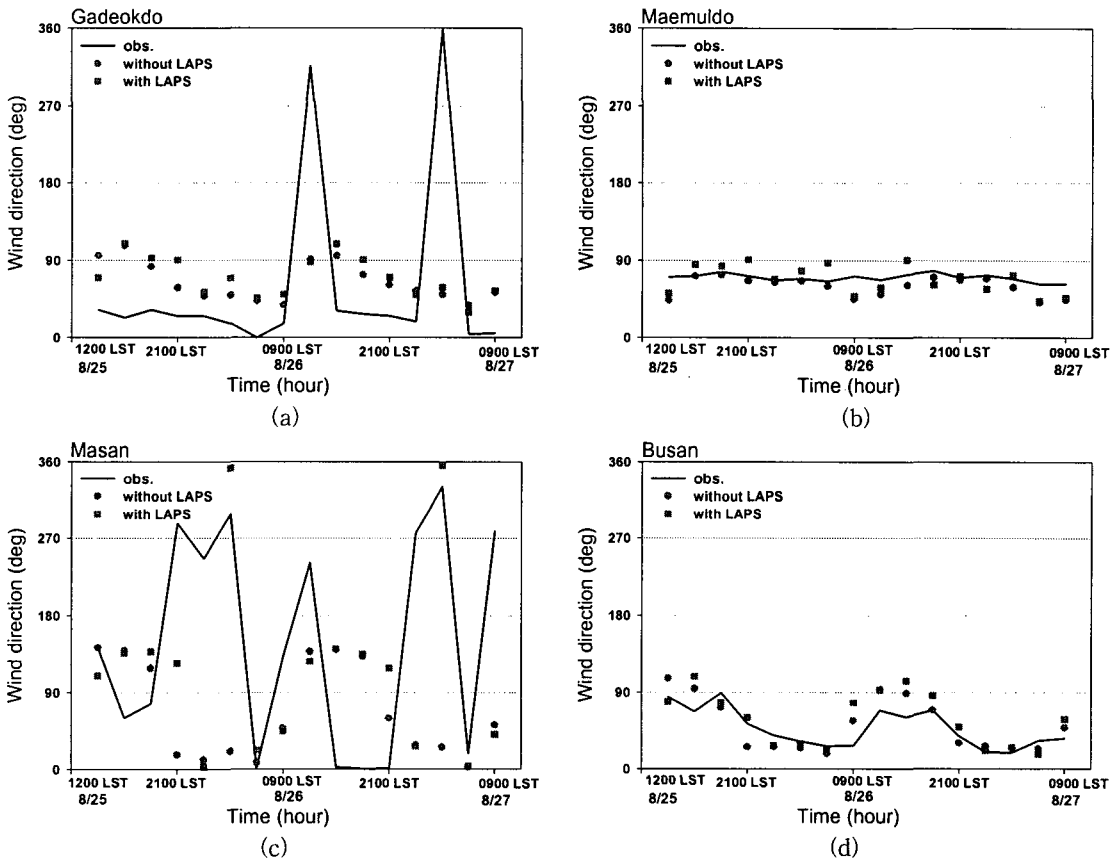 Gadeokdo
360
270
180
90
0
Wind direction (deg)
obs.
without LAPS
with LAPS
1200 LST 2100 LST 0900 LST 2100 LST 0900 LST
8/25 8/26 8/27
Time (hour)
(a)
Maemuldo
360
270
180
90
0
Wind direction (deg)
obs.
without LAPS
with LAPS
1200 LST 2100 LST 0900 LST 2100 LST 0900 LST
8/25 8/26 8/27
Time (hour)
(b)
Masan
360
270
180
90
0
Wind direction (deg)
obs.
without LAPS
with LAPS
1200 LST 2100 LST 0900 LST 2100 LST 0900 LST
8/25 8/26 8/27
Time (hour)
(c)
Busan
360
270
180
90
0
Wind direction (deg)
obs.
without LAPS
with LAPS
1200 LST 2100 LST 0900 LST 2100 LST 0900 LST
8/25 8/26 8/27
Time (hour)
(d)